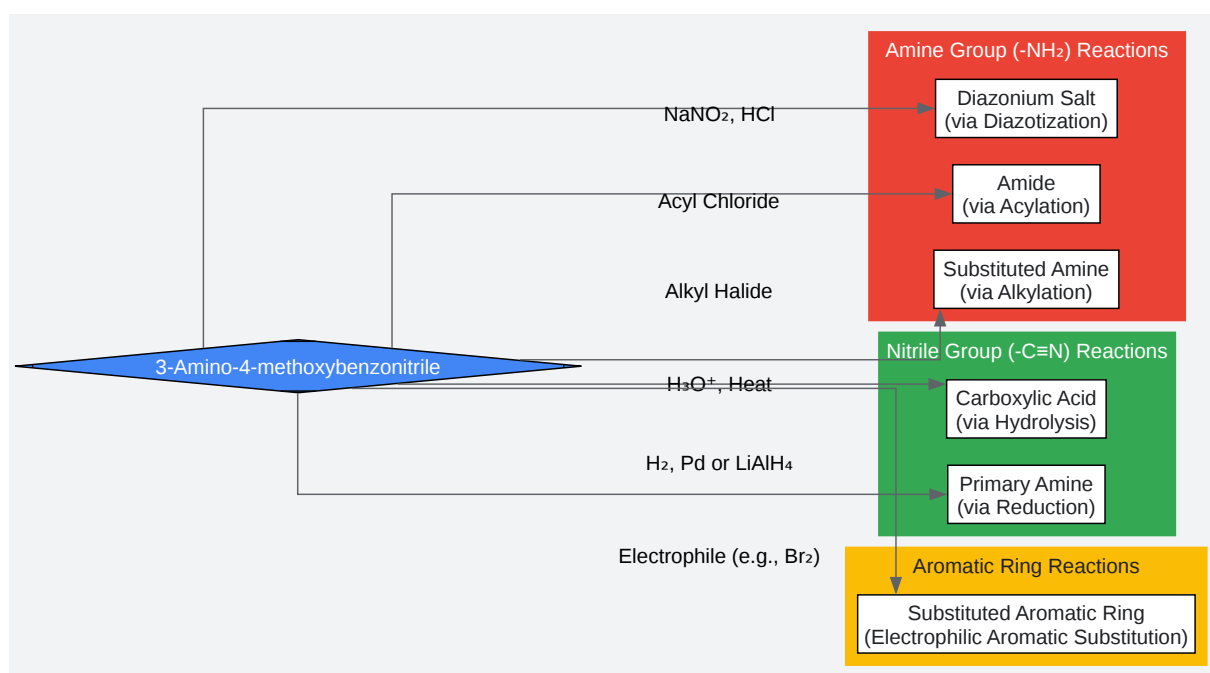 Amine Group (-NH₂) Reactions
NaNO₂, HCl
Diazonium Salt
(via Diazotization)
Acyl Chloride
Amide
(via Acylation)
Alkyl Halide
Substituted Amine
(via Alkylation)
3-Amino-4-methoxybenzonitrile
Nitrile Group (-C≡N) Reactions
H₃O⁺, Heat
Carboxylic Acid
(via Hydrolysis)
H₂, Pd or LiAlH₄
Primary Amine
(via Reduction)
Electrophile (e.g., Br₂)
Aromatic Ring Reactions
Substituted Aromatic Ring
(Electrophilic Aromatic Substitution)